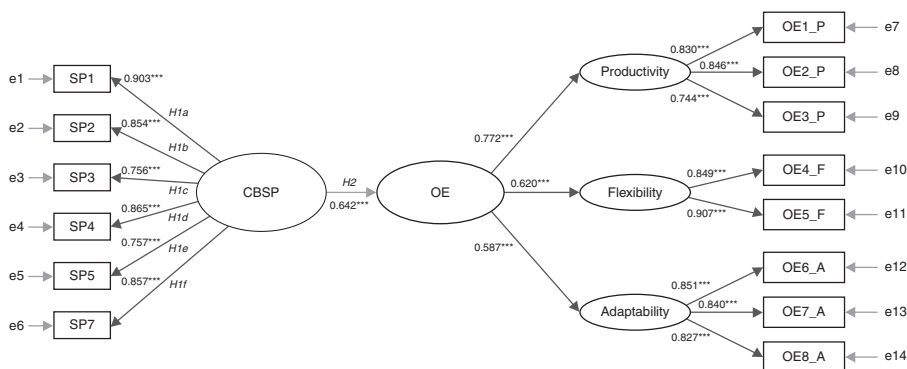 e1 SP1 0.903*** H1a
e2 SP2 0.854*** H1b
e3 SP3 0.756*** H1c
e4 SP4 0.865*** H1d
e5 SP5 0.757*** H1e
e6 SP7 0.857*** H1f
CBSP
H2
0.642***
OE
0.772***
0.620***
0.587***
Productivity
0.830*** OE1_P e7
0.846*** OE2_P e8
0.744*** OE3_P e9
Flexibility
0.849*** OE4_F e10
0.907*** OE5_F e11
Adaptability
0.851*** OE6_A e12
0.840*** OE7_A e13
0.827*** OE8_A e14